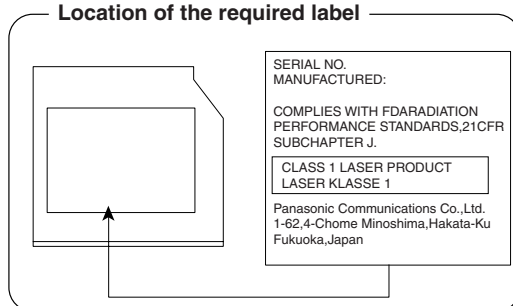 Location of the required label
SERIAL NO.
MANUFACTURED:
COMPLIES WITH FDARADIATION
PERFORMANCE STANDARDS,21CFR
SUBCHAPTER J.
CLASS 1 LASER PRODUCT
LASER KLASSE 1
Panasonic Communications Co.,Ltd.
1-62,4-Chome Minoshima,Hakata-Ku
Fukuoka,Japan